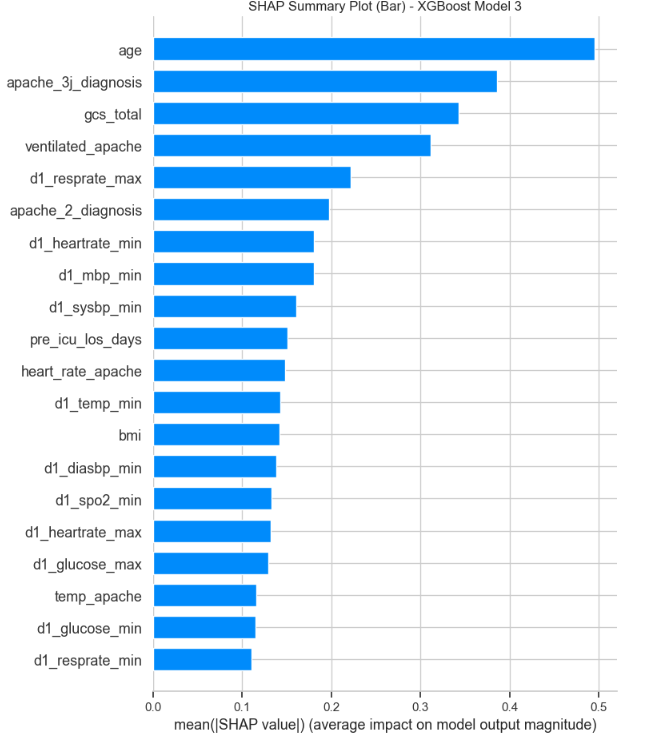 SHAP Summary Plot (Bar) - XGBoost Model 3
age
apache_3j_diagnosis
gcs_total
ventilated_apache
d1_resprate_max
apache_2_diagnosis
d1_heartrate_min
d1_mbp_min
d1_sysbp_min
pre_icu_los_days
heart_rate_apache
d1_temp_min
bmi
d1_diasbp_min
d1_spo2_min
d1_heartrate_max
d1_glucose_max
temp_apache
d1_glucose_min
d1_resprate_min
0.0 0.1 0.2 0.3 0.4 0.5
mean(|SHAP value|) (average impact on model output magnitude)